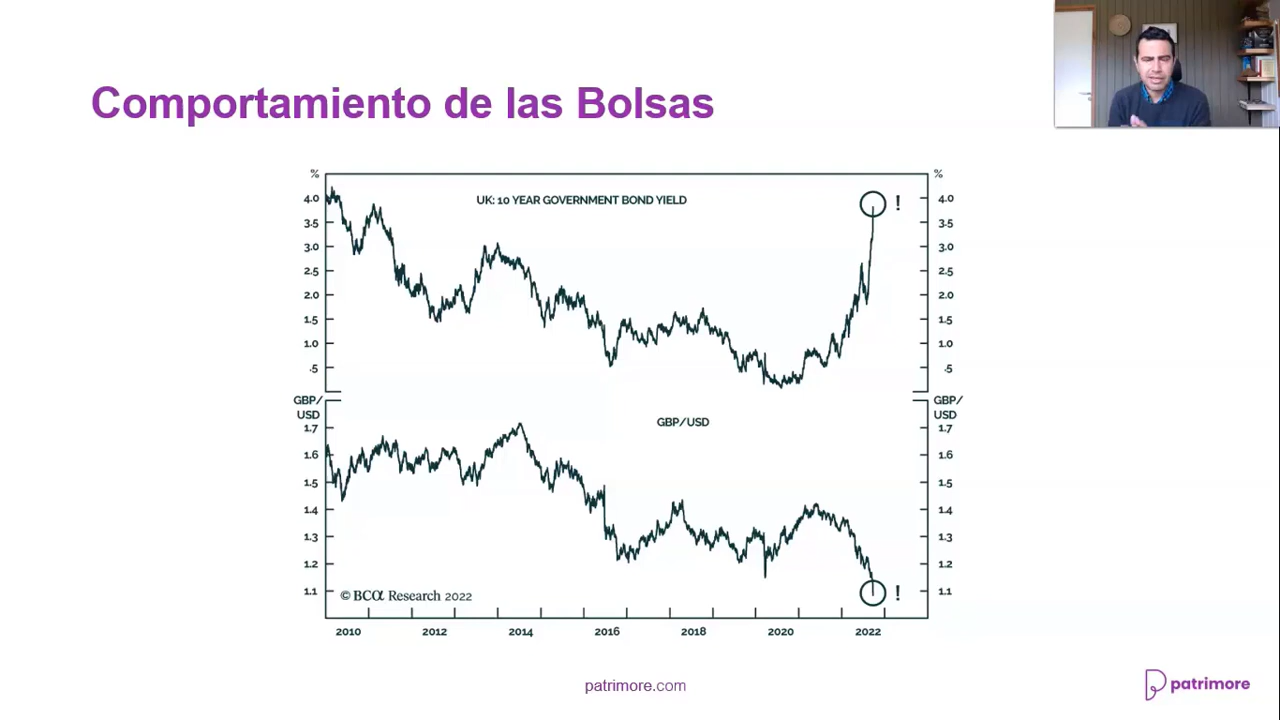 Comportamiento de las Bolsas
% %
UK: 10 YEAR GOVERNMENT BOND YIELD
4.0 ! 4.0
3.5 3.5
3.0 3.0
2.5 2.5
2.0 2.0
1.5 1.5
1.0 1.0
.5 .5
GBP/ GBP/
USD USD
GBP/USD
1.7 1.7
1.6 1.6
1.5 1.5
1.4 1.4
1.3 1.3
1.2 1.2
1.1 ! 1.1
© BCα Research 2022
2010 2012 2014 2016 2018 2020 2022
patrimore.com
patrimore